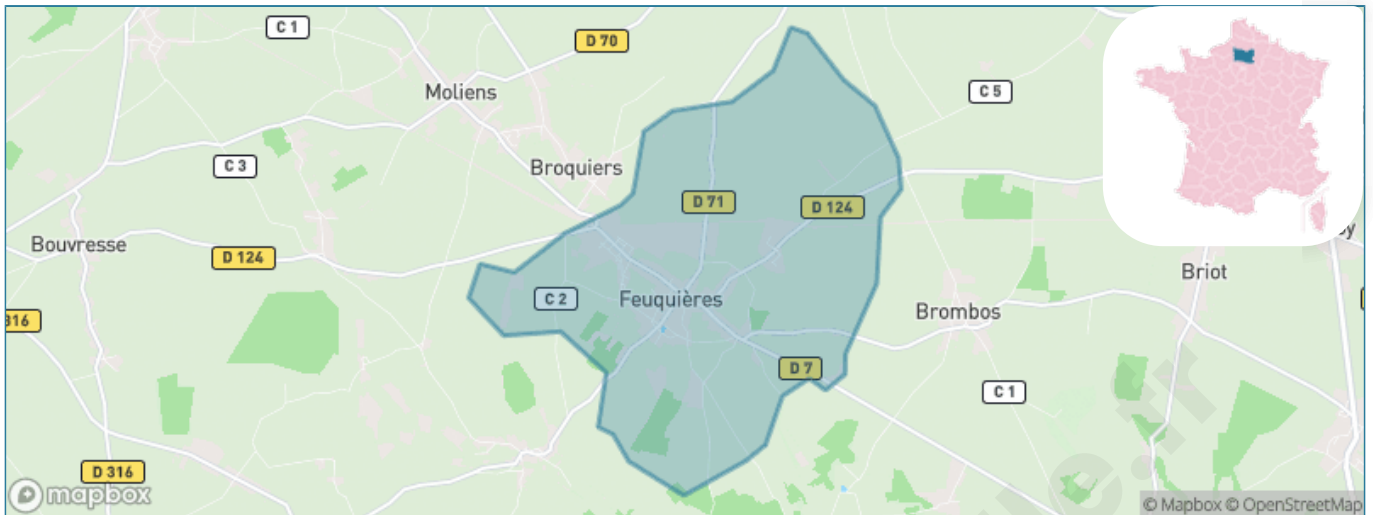 C 1
D 70
Moliens
C 5
C 3
Broquiers
D 71
D 124
Bouvresse
D 124
Briot
C 2
Feuquières
Brombos
316
D 7
C 1
D 316
mapbox
© Mapbox © OpenStreetMap